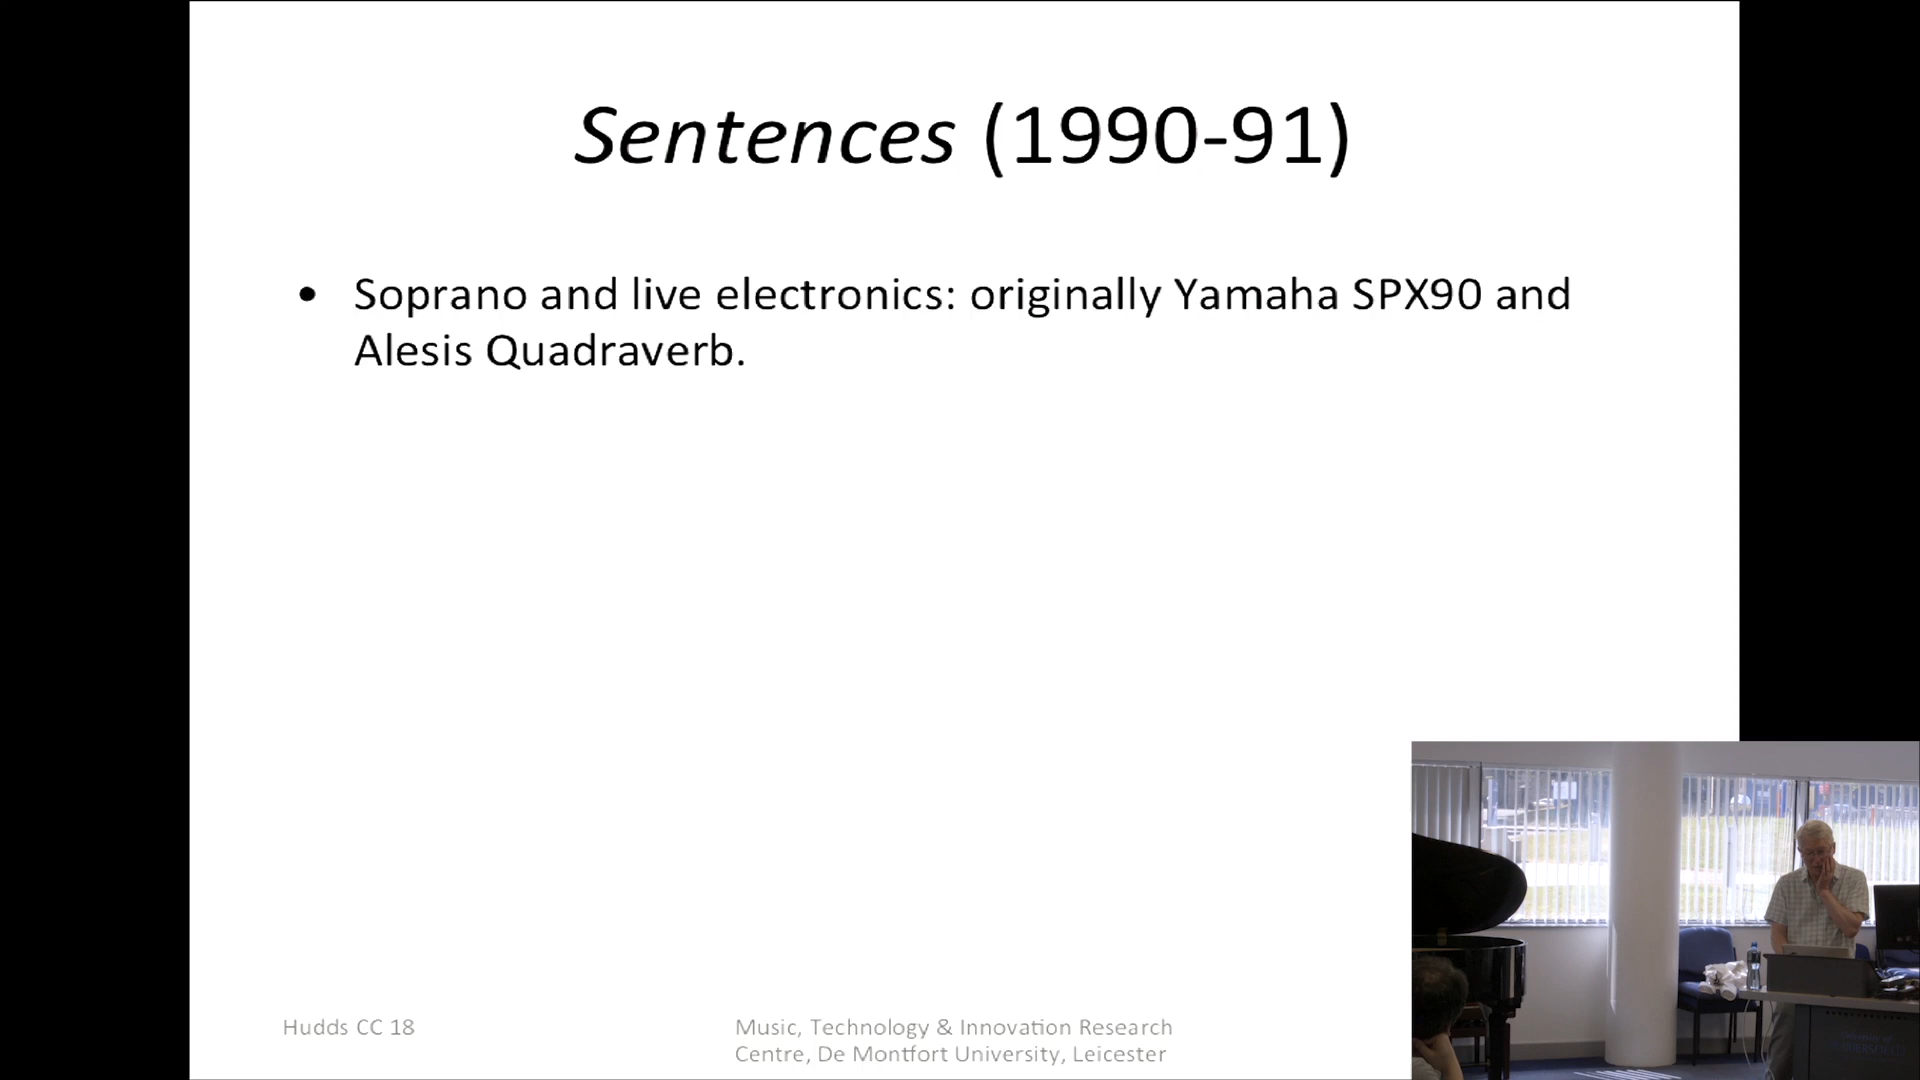 Sentences (1990-91)
• Soprano and live electronics: originally Yamaha SPX90 and
Alesis Quadraverb.
Hudds CC 18
Music, Technology & Innovation Research
Centre, De Montfort University, Leicester